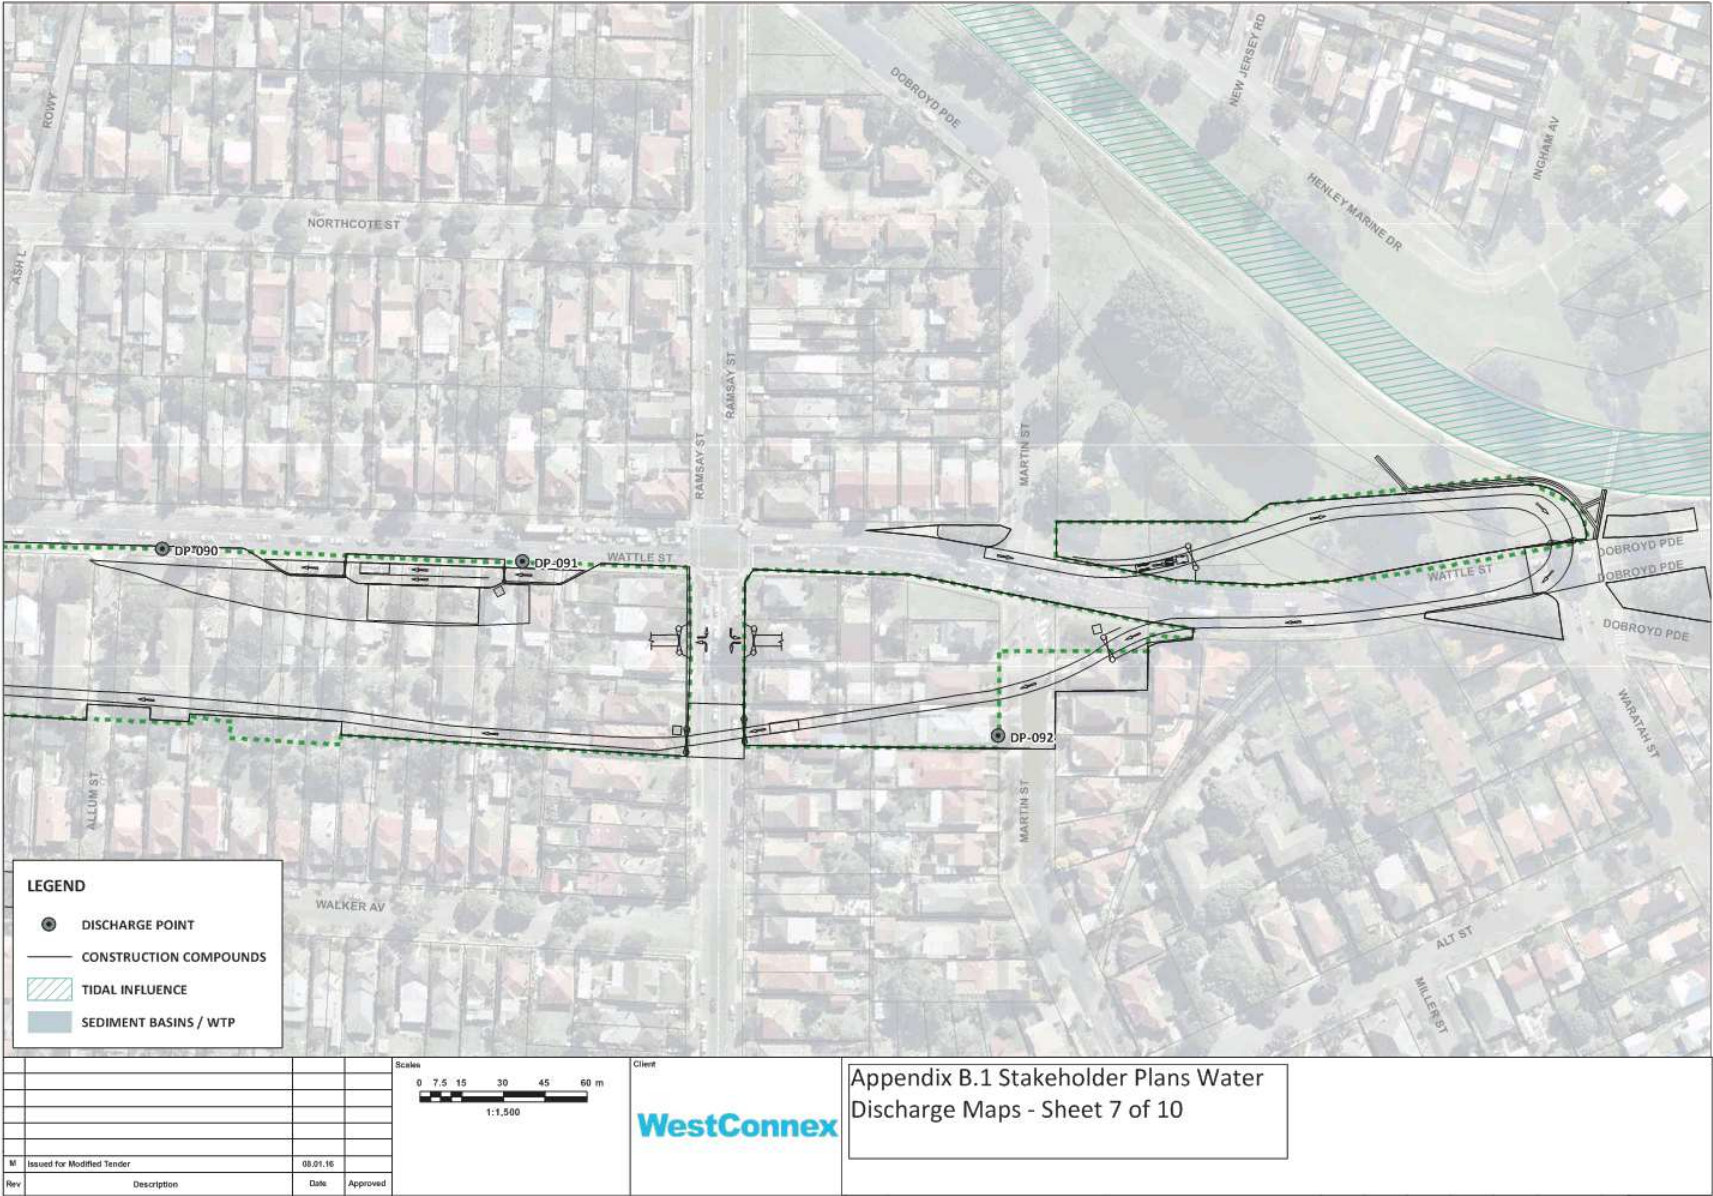 ROWY
DOBROYD PDE
NEW JERSEY RD
INGHAM AV
HENLEY MARINE DR
NORTHCOTE ST
ASH L
RAMSAY ST
RAMSAY ST
MARTIN ST
DP-090
DP-091
WATTLE ST
DOBROYD PDE
WATTLE ST
DOBROYD PDE
DOBROYD PDE
WARATAH ST
DP-092
ALLUM ST
MARTIN ST
WALKER AV
ALT ST
MILLER ST
LEGEND
DISCHARGE POINT
CONSTRUCTION COMPOUNDS
TIDAL INFLUENCE
SEDIMENT BASINS / WTP
M Issued for Modified Tender 08.01.16
Rev Description Date Approved
Scales
0 7.5 15 30 45 60 m
1:1,500
Client
WestConnex
Appendix B.1 Stakeholder Plans Water
Discharge Maps - Sheet 7 of 10